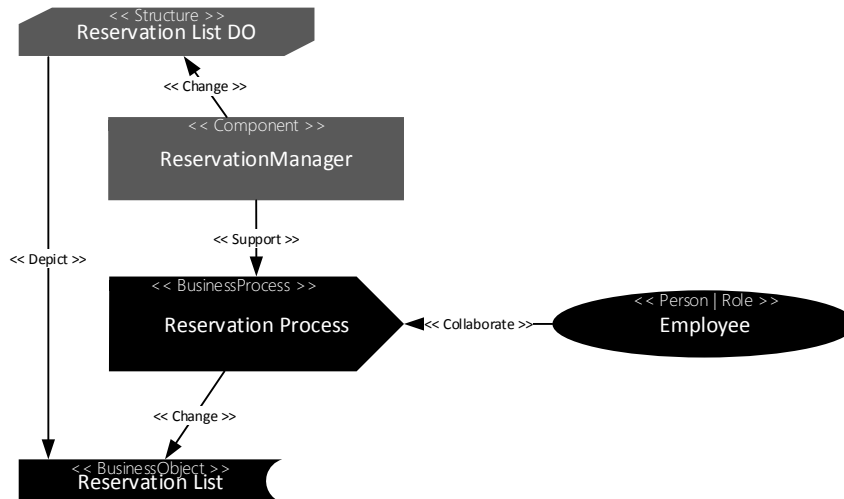 << Structure >>
Reservation List DO
<< Change >>
<< Component >>
ReservationManager
<< Support >>
<< Depict >>
<< BusinessProcess >>
Reservation Process
<< Collaborate >>
<< Person | Role >>
Employee
<< Change >>
<< BusinessObject >>
Reservation List